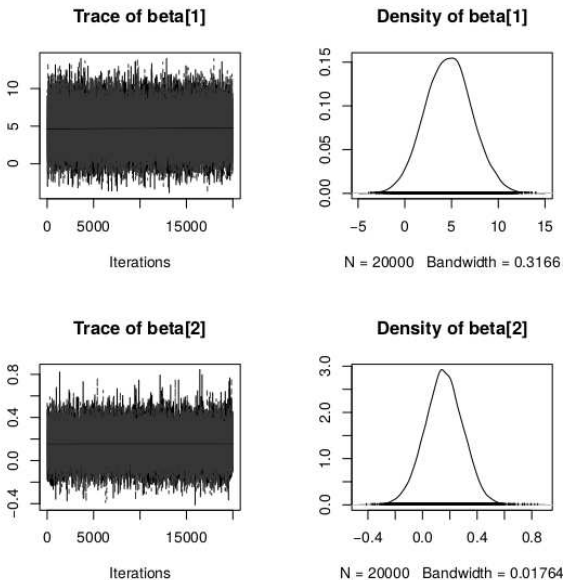 Trace of beta[1]
10
5
0
0 5000 15000
Iterations
Density of beta[1]
0.15
0.10
0.05
0.00
−5 0 5 10 15
N = 20000 Bandwidth = 0.3166
Trace of beta[2]
0.8
0.4
0.0
−0.4
0 5000 15000
Iterations
Density of beta[2]
3.0
2.0
1.0
0.0
−0.4 0.0 0.4 0.8
N = 20000 Bandwidth = 0.01764